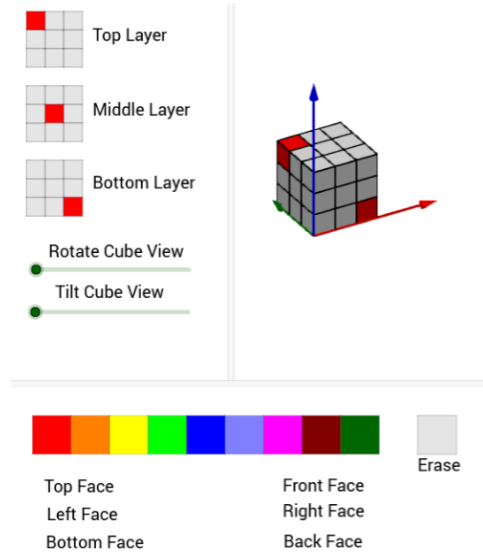 Top Layer
Middle Layer
Bottom Layer
Rotate Cube View
Tilt Cube View
Erase
Top Face
Front Face
Left Face
Right Face
Bottom Face
Back Face